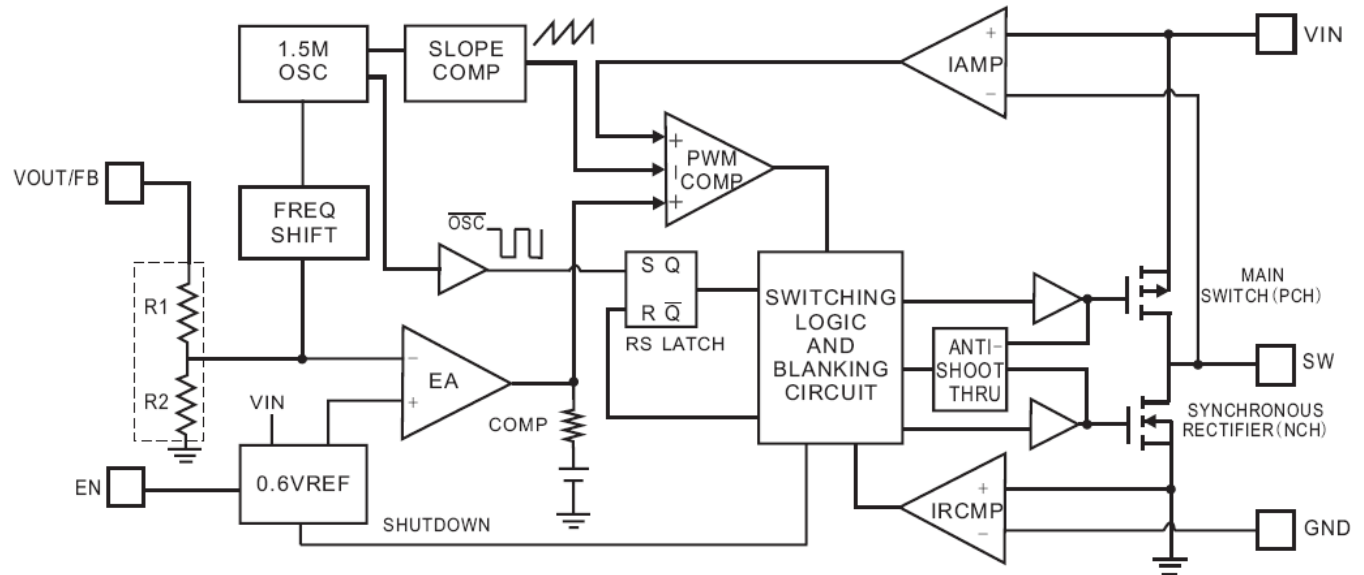 1.5M
OSC
SLOPE
COMP
IAMP
+
−
VIN
VOUT/FB
FREQ
SHIFT
+
−
+
PWM
COMP
OSC
S Q
R Q
RS LATCH
SWITCHING
LOGIC
AND
BLANKING
CIRCUIT
ANTI-
SHOOT
THRU
MAIN
SWITCH(PCH)
SW
SYNCHRONOUS
RECTIFIER(NCH)
R1
R2
−
EA
+
COMP
VIN
EN
0.6VREF
SHUTDOWN
+
IRCMP
−
GND